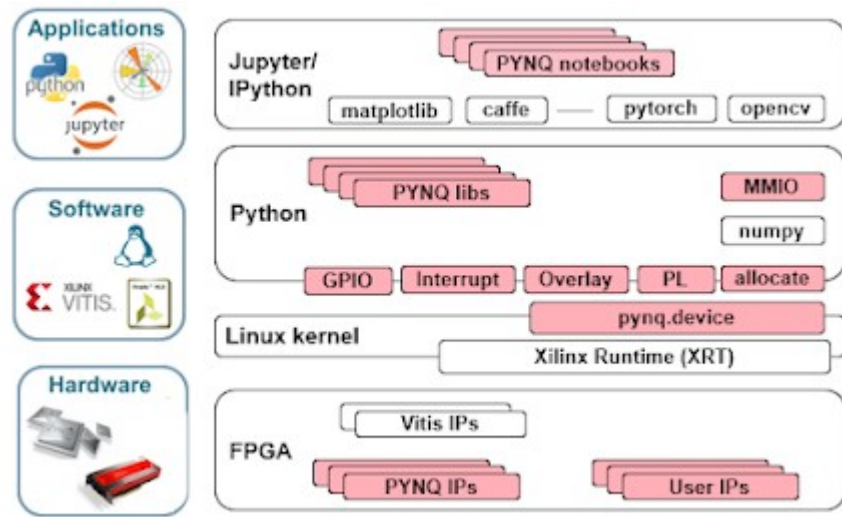 Applications
python
jupyter
Software
XILINX
VITIS.
Hardware
Jupyter/
IPython
PYNQ notebooks
matplotlib
caffe
pytorch
opencv
Python
PYNQ libs
MMIO
numpy
GPIO
Interrupt
Overlay
PL
allocate
Linux kernel
pynq.device
Xilinx Runtime (XRT)
FPGA
Vitis IPs
PYNQ IPs
User IPs